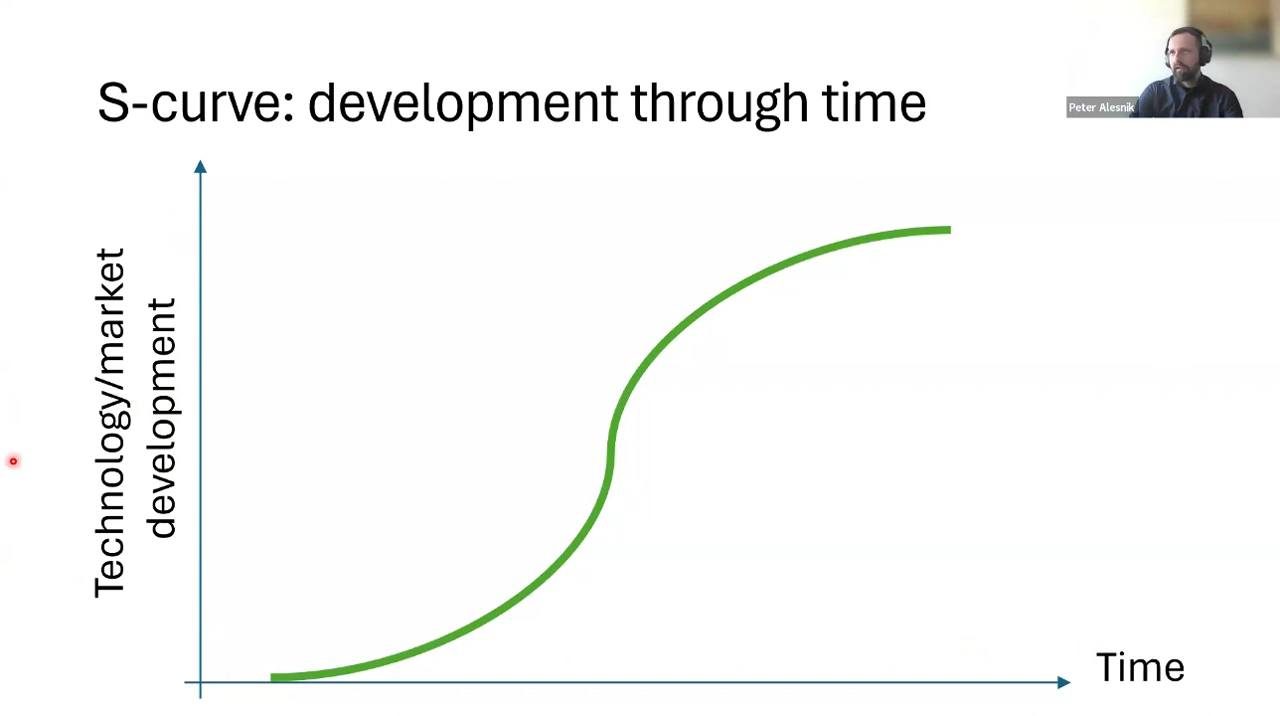 S-curve: development through time
Peter Alesnik
Technology/market
development
Time